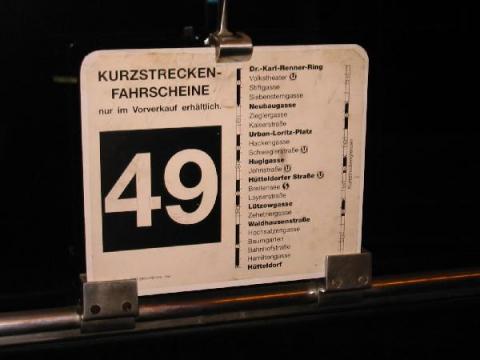 KURZSTRECKEN-
FAHRSCHEINE
nur im Vorverkauf erhältlich.
49
Dr.-Karl-Renner-Ring
Volkstheater U
Stiftgasse
Siebensterngasse
Neubaugasse
Zieglergasse
Kaiserstraße
Urban-Loritz-Platz
Hackengasse
Schweglerstraße U
Huglgasse
Johnstraße U
Hütteldorfer Straße U
Breitensee S
Leyserstraße
Lützowgasse
Zehetnergasse
Waidhausenstraße
Hochsatzengasse
Baumgarten
Bahnhofstraße
Hamiltongasse
Hütteldorf